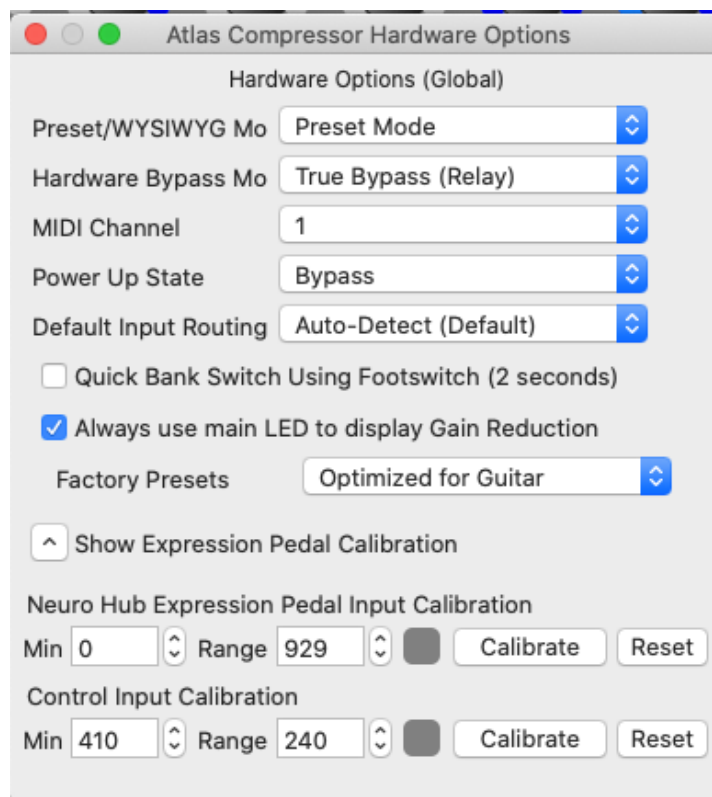 Atlas Compressor Hardware Options
Hardware Options (Global)
Preset/WYSIWYG Mo Preset Mode
Hardware Bypass Mo True Bypass (Relay)
MIDI Channel 1
Power Up State Bypass
Default Input Routing Auto-Detect (Default)
Quick Bank Switch Using Footswitch (2 seconds)
Always use main LED to display Gain Reduction
Factory Presets Optimized for Guitar
Show Expression Pedal Calibration
Neuro Hub Expression Pedal Input Calibration
Min 0 Range 929 Calibrate Reset
Control Input Calibration
Min 410 Range 240 Calibrate Reset